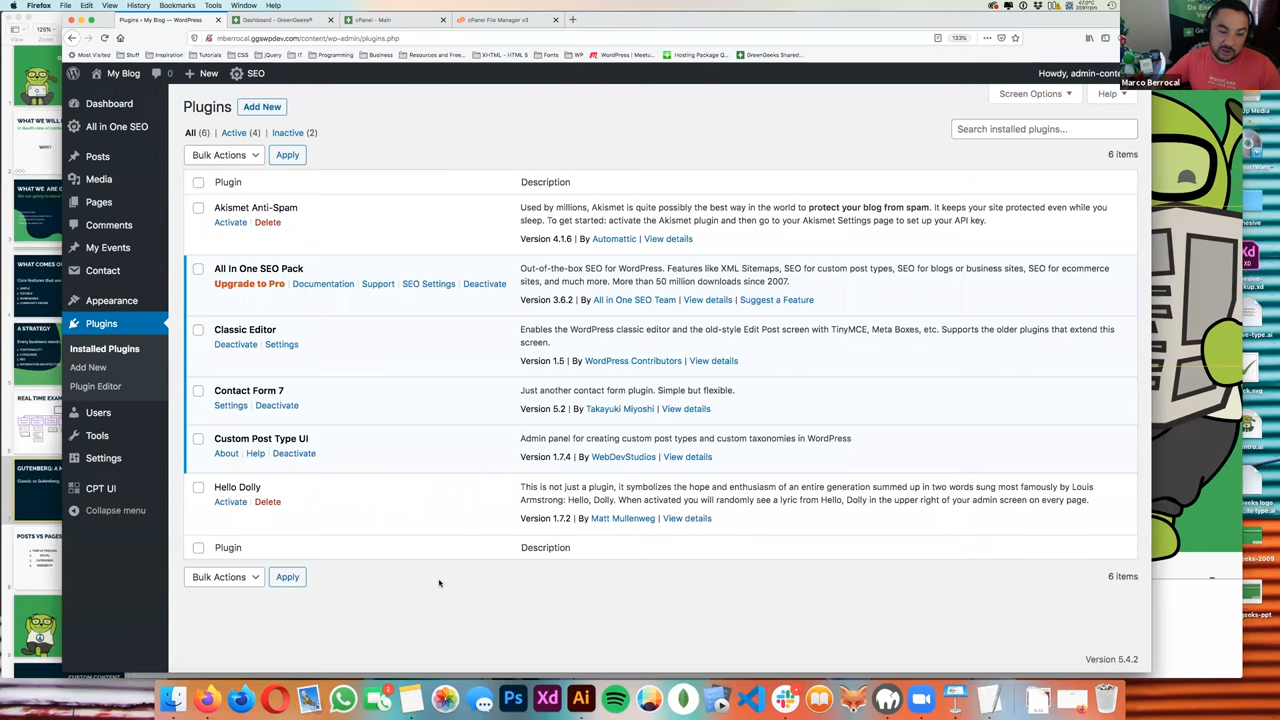 Firefox File Edit View History Bookmarks Tools Window Help
Plugins ‹ My Blog — WordPress × Dashboard - GreenGeeks® × cPanel - Main × cPanel File Manager v3 × +
mberrocal.ggswpdev.com/content/wp-admin/plugins.php 133%
Most Visited Stuff Inspiration Tutorials CSS JQuery IT Programming Business Resources and Free... XHTML - HTML 5 Fonts WP WordPress | Meetum... Hosting Package Q... GreenGeeks Shared...
Marco Berrocal
125%
My Blog 0 + New SEO Howdy, admin-conte
Dashboard
All in One SEO
Posts
Media
Pages
Comments
My Events
Contact
Appearance
Plugins
Installed Plugins
Add New
Plugin Editor
Users
Tools
Settings
CPT UI
Collapse menu
Plugins Add New
Screen Options Help
All (6) Active (4) Inactive (2)
Search installed plugins...
Bulk Actions Apply
6 items
Plugin Description
Akismet Anti-Spam
Activate Delete
Used by millions, Akismet is quite possibly the best way in the world to protect your blog from spam. It keeps your site protected even while you
sleep. To get started: activate the Akismet plugin and then go to your Akismet Settings page to set up your API key.
Version 4.1.6 | By Automattic | View details
All In One SEO Pack
Upgrade to Pro | Documentation | Support | SEO Settings | Deactivate
Out-of-the-box SEO for WordPress. Features like XML Sitemaps, SEO for custom post types, SEO for blogs or business sites, SEO for ecommerce
sites, and much more. More than 50 million downloads since 2007.
Version 3.6.2 | By All in One SEO Team | View details | Suggest a Feature
Classic Editor
Deactivate | Settings
Enables the WordPress classic editor and the old-style Edit Post screen with TinyMCE, Meta Boxes, etc. Supports the older plugins that extend this
screen.
Version 1.5 | By WordPress Contributors | View details
Contact Form 7
Settings | Deactivate
Just another contact form plugin. Simple but flexible.
Version 5.2 | By Takayuki Miyoshi | View details
Custom Post Type UI
About | Help | Deactivate
Admin panel for creating custom post types and custom taxonomies in WordPress
Version 1.7.4 | By WebDevStudios | View details
Hello Dolly
Activate | Delete
This is not just a plugin, it symbolizes the hope and enthusiasm of an entire generation summed up in two words sung most famously by Louis
Armstrong: Hello, Dolly. When activated you will randomly see a lyric from Hello, Dolly in the upper right of your admin screen on every page.
Version 1.7.2 | By Matt Mullenweg | View details
Plugin Description
Bulk Actions Apply
6 items
Version 5.4.2